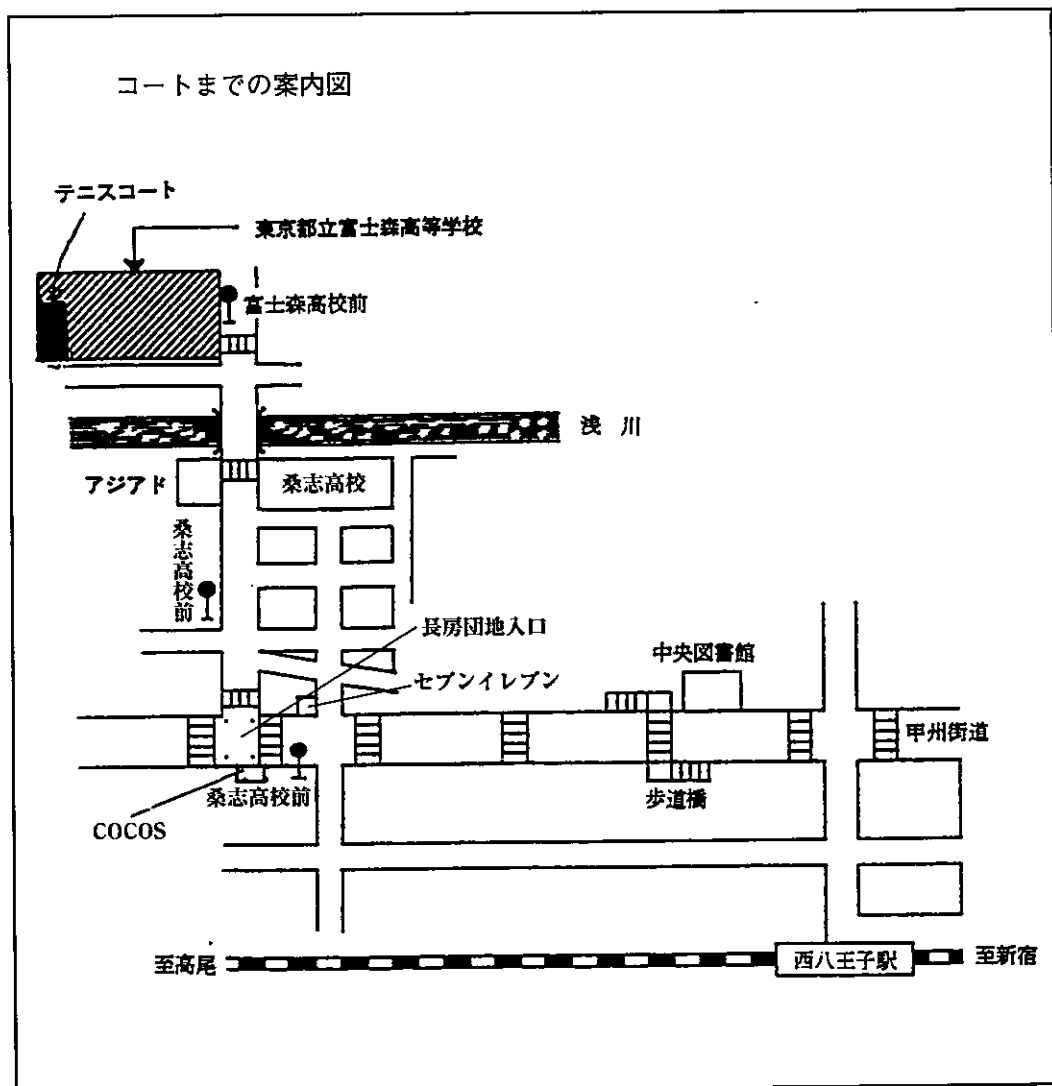 コートまでの案内図
テニスコート
東京都立富士森高等学校
富士森高校前
浅 川
アジアド
桑志高校
桑志高校前
長房団地入口
中央図書館
セブンイレブン
甲州街道
桑志高校前
歩道橋
COCOS
至高尾
西八王子駅
至新宿